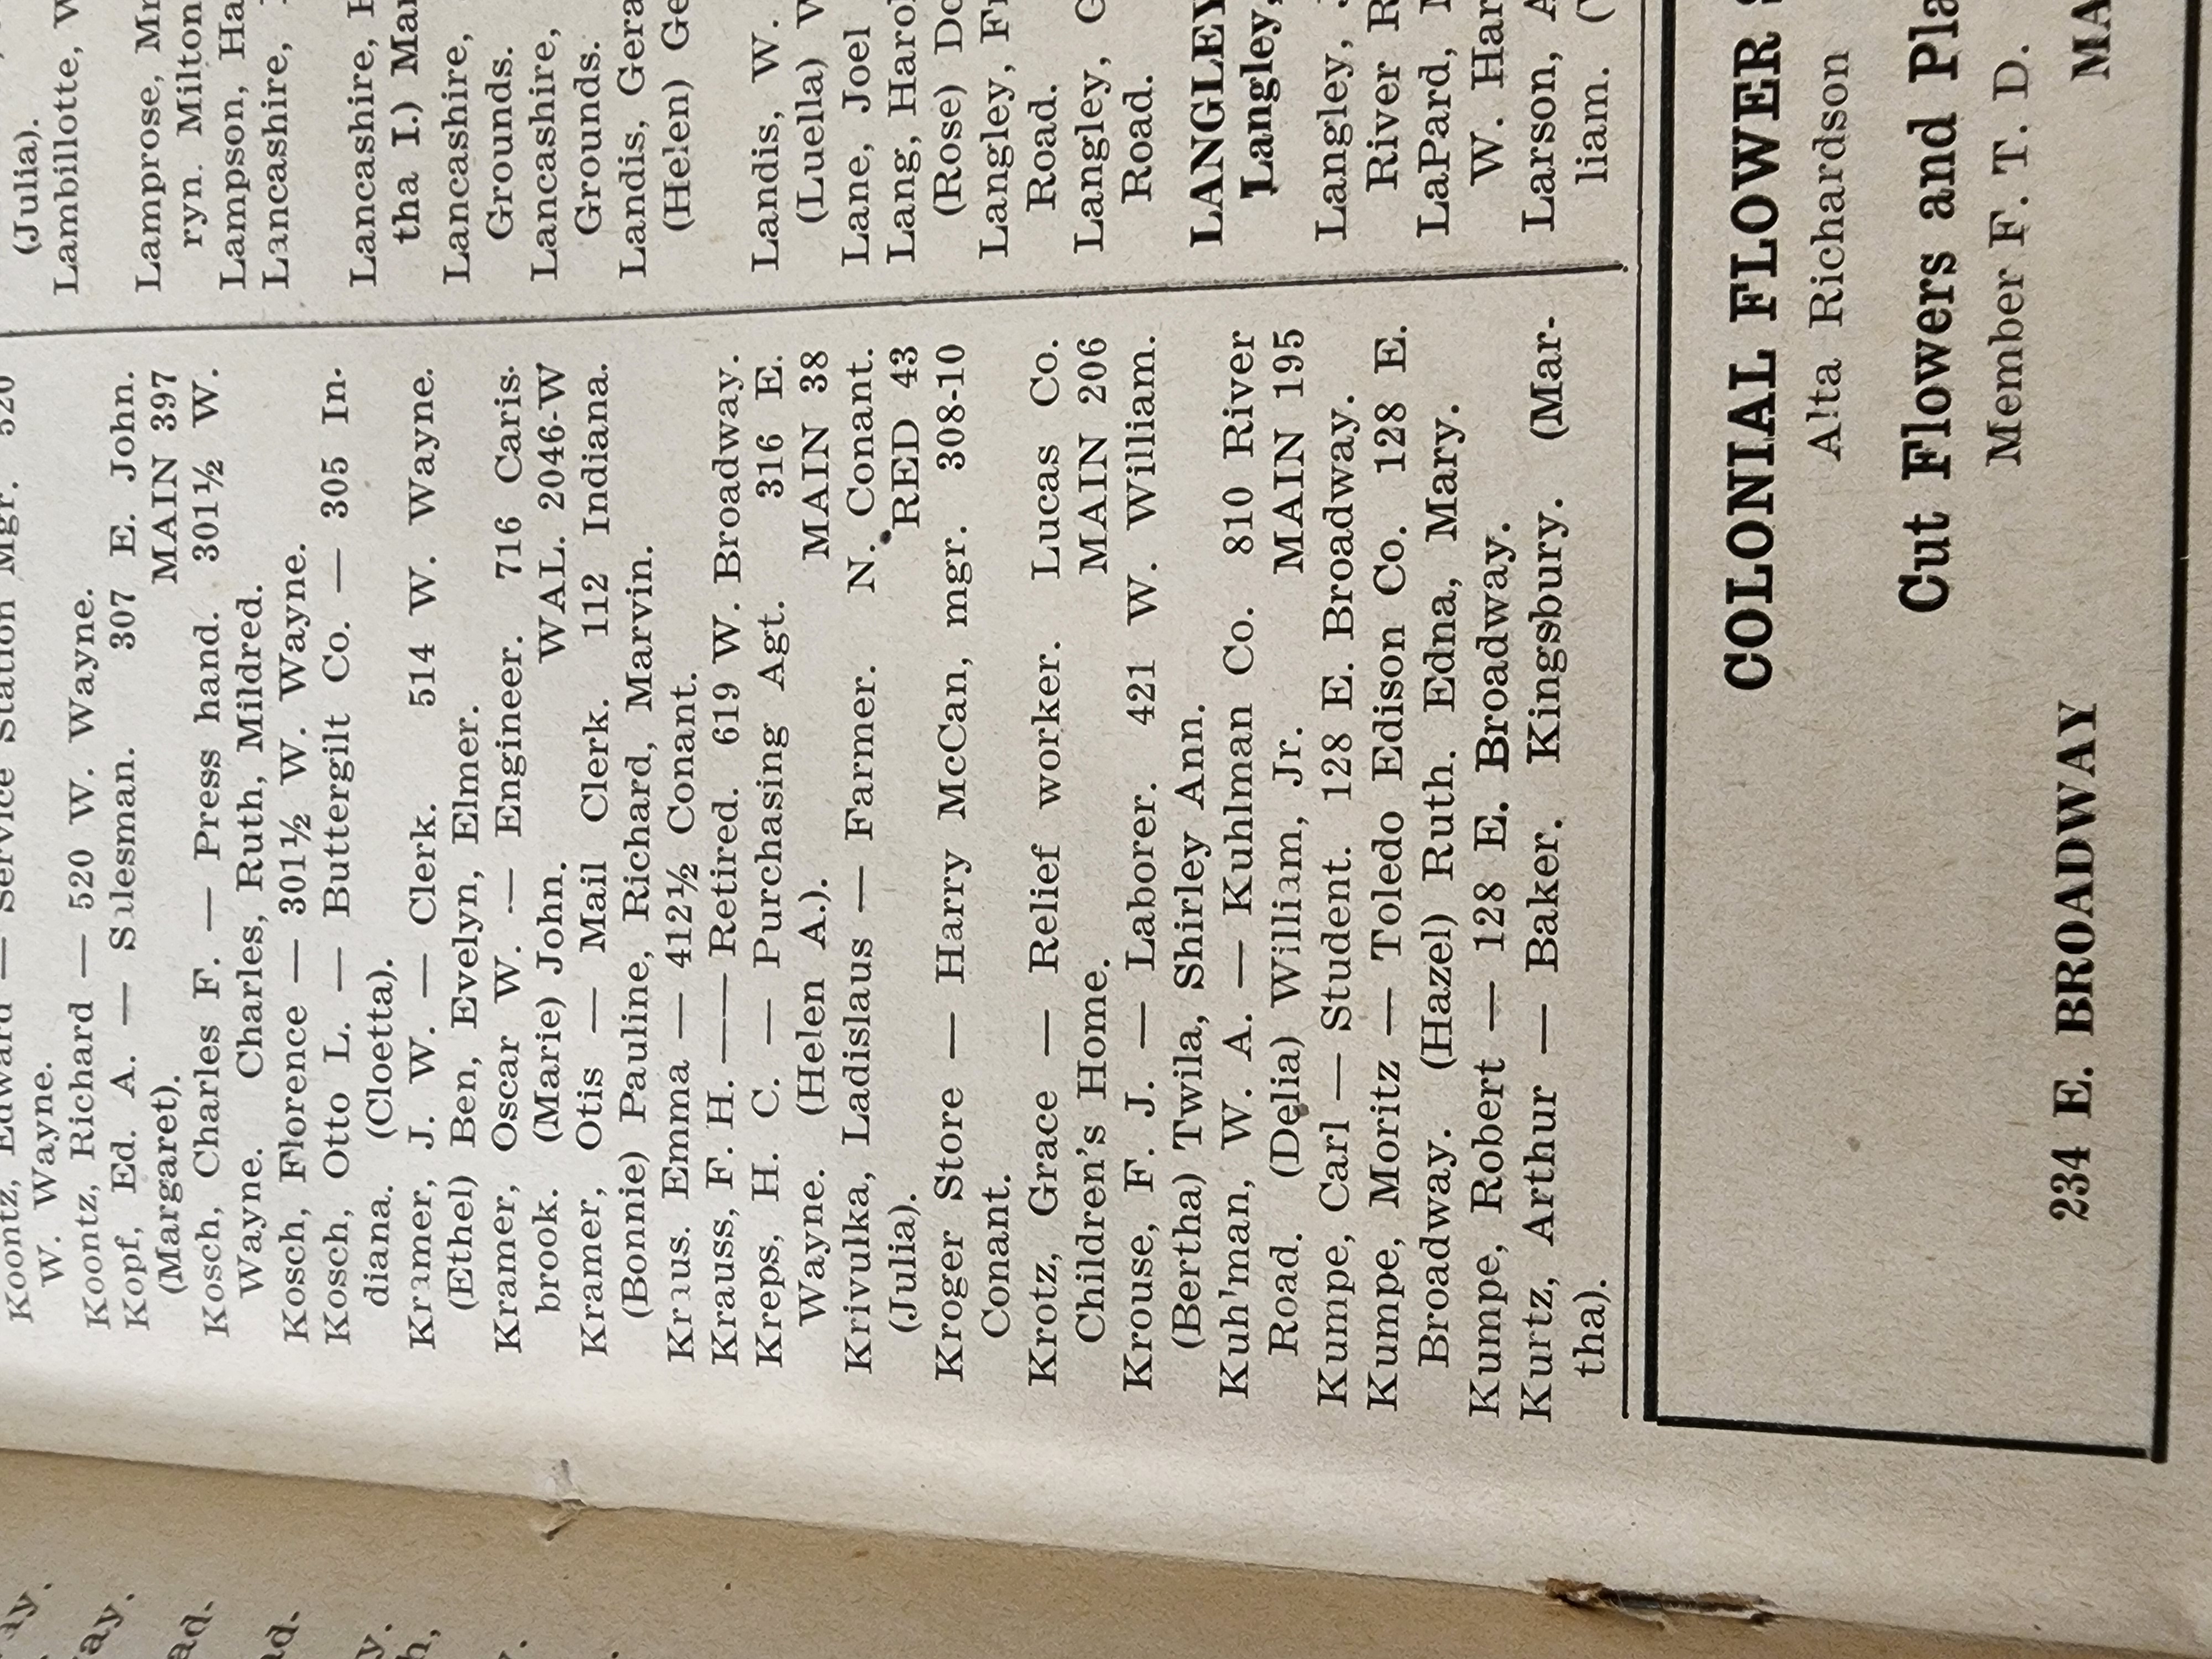 Koontz, Edward — Service Station Mgr. 520
W. Wayne.
Koontz, Richard — 520 W. Wayne.
Kopf, Ed. A. — Salesman. 307 E. John.
(Margaret). MAIN 397
Kosch, Charles F. — Press hand. 301½ W.
Wayne. Charles, Ruth, Mildred.
Kosch, Florence — 301½ W. Wayne.
Kosch, Otto L. — Buttergilt Co. — 305 In-
diana. (Cloetta).
Kramer, J. W. — Clerk. 514 W. Wayne.
(Ethel) Ben, Evelyn, Elmer.
Kramer, Oscar W. — Engineer. 716 Caris-
brook. (Marie) John. WAL. 2046-W
Kramer, Otis — Mail Clerk. 112 Indiana.
(Bonnie) Pauline, Richard, Marvin.
Kraus. Emma — 412½ Conant.
Krauss, F. H. —— Retired. 619 W. Broadway.
Kreps, H. C. — Purchasing Agt. 316 E.
Wayne. (Helen A.). MAIN 38
Krivulka, Ladislaus — Farmer. N. Conant.
(Julia). RED 43
Kroger Store — Harry McCan, mgr. 308-10
Conant.
Krotz, Grace — Relief worker. Lucas Co.
Children's Home. MAIN 206
Krouse, F. J. — Laborer. 421 W. William.
(Bertha) Twila, Shirley Ann.
Kuh'man, W. A. — Kuhlman Co. 810 River
Road. (Delia) William, Jr. MAIN 195
Kumpe, Carl — Student. 128 E. Broadway.
Kumpe, Moritz — Toledo Edison Co. 128 E.
Broadway. (Hazel) Ruth. Edna, Mary.
Kumpe, Robert — 128 E. Broadway.
Kurtz, Arthur — Baker. Kingsbury. (Mar-
tha).
(Julia).
Lambillotte, W
Lamprose, Mr
ryn. Milton
Lampson, Ha
Lancashire,
Lancashire, 
tha I.) Mar
Lancashire,
Grounds.
Lancashire,
Grounds.
Landis, Gera
(Helen) Ge
Landis, W.
(Luella) W
Lane, Joel
Lang, Harol
(Rose) Do
Langley, Fr
Road.
Langley, G
Road.
LANGLEY
Langley,
Langley, J
River R
LaPard,
W. Har
Larson, A
liam. (
COLONIAL FLOWER S
Alta Richardson
Cut Flowers and Pla
Member F. T. D.
234 E. BROADWAY MA